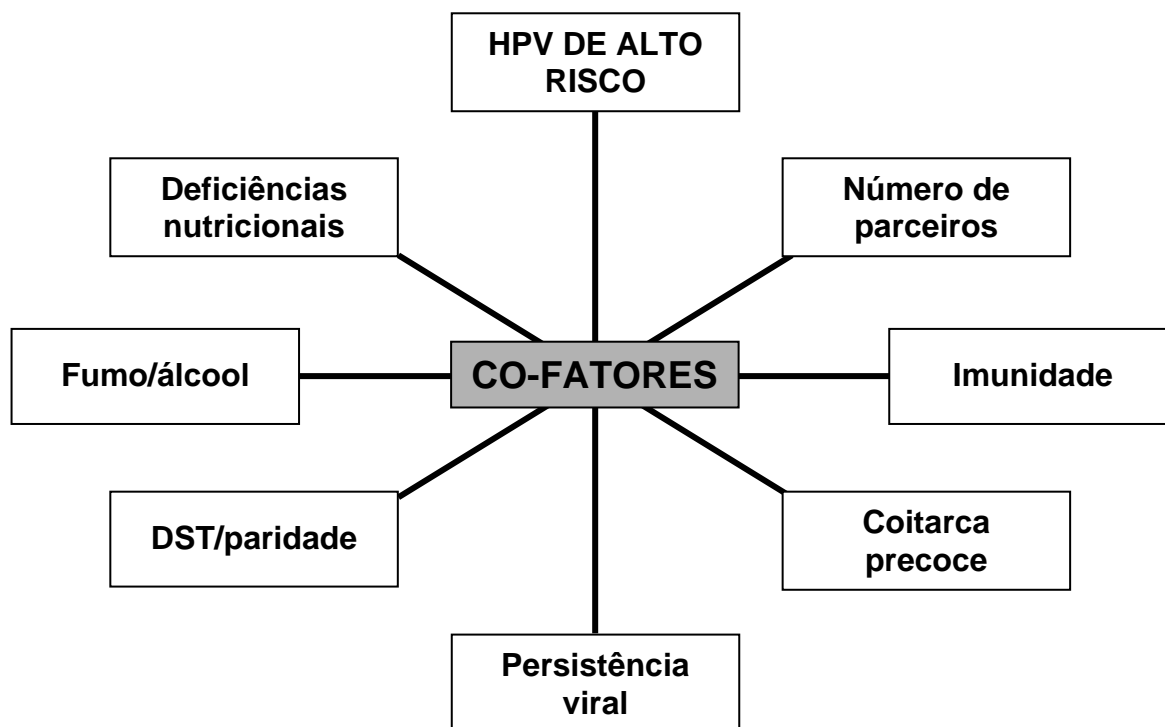 HPV DE ALTO
RISCO
Deficiências
nutricionais
Número de
parceiros
Fumo/álcool
CO-FATORES
Imunidade
DST/paridade
Coitarca
precoce
Persistência
viral